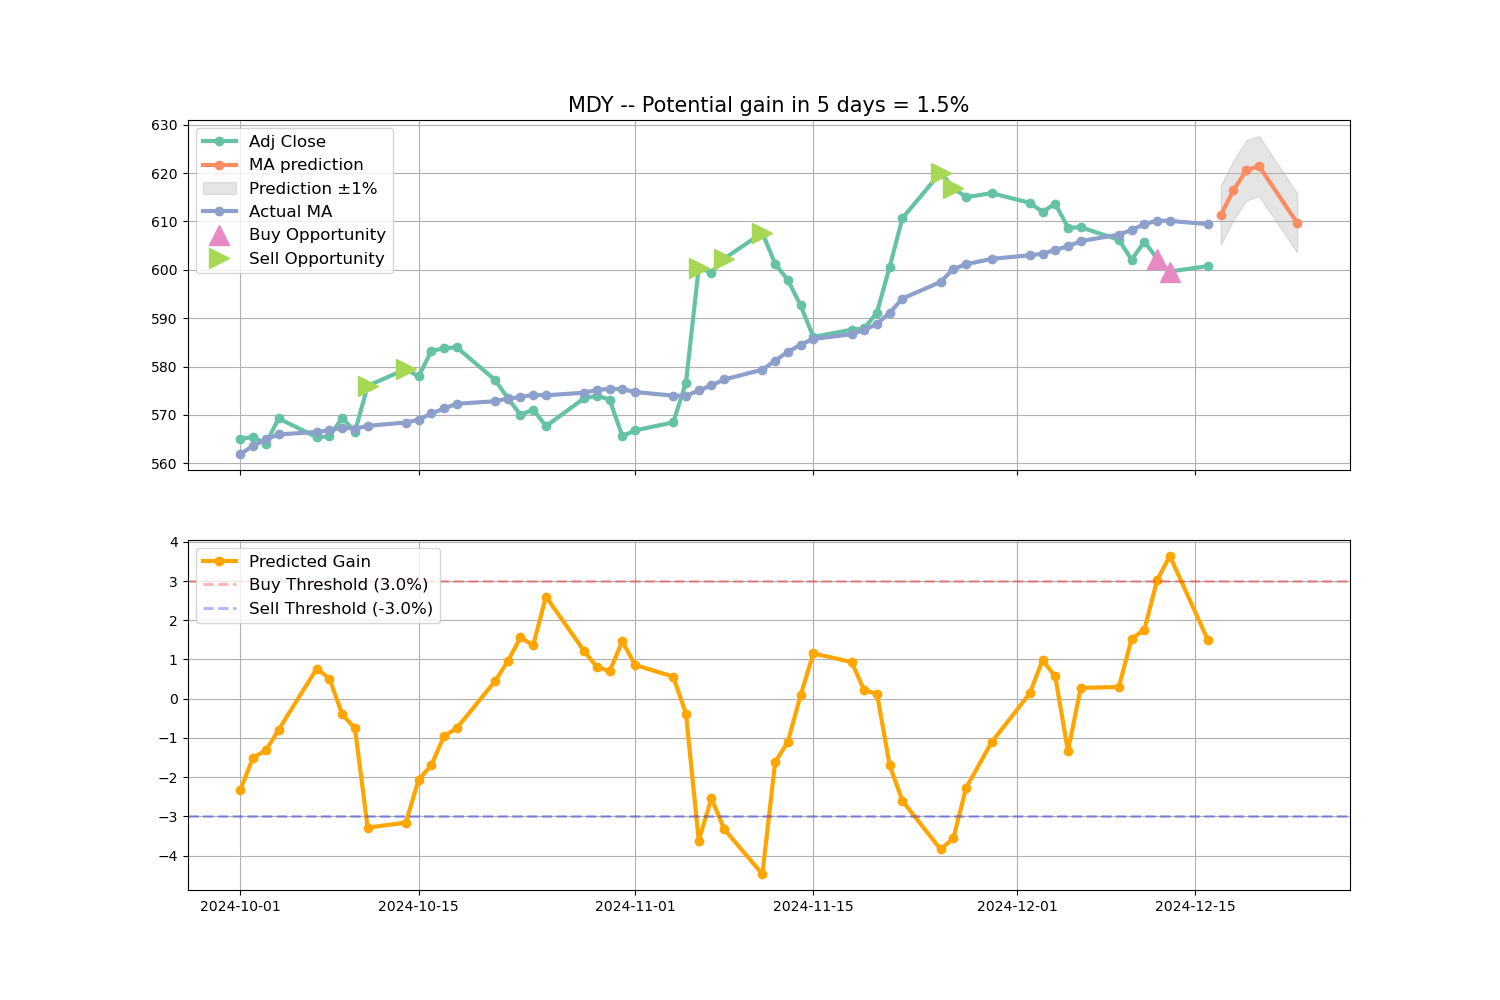 MDY -- Potential gain in 5 days = 1.5%
630
620
610
600
590
580
570
560
Adj Close
MA prediction
Prediction ±1%
Actual MA
Buy Opportunity
Sell Opportunity
4
3
2
1
0
−1
−2
−3
−4
Predicted Gain
Buy Threshold (3.0%)
Sell Threshold (-3.0%)
2024-10-01 2024-10-15 2024-11-01 2024-11-15 2024-12-01 2024-12-15